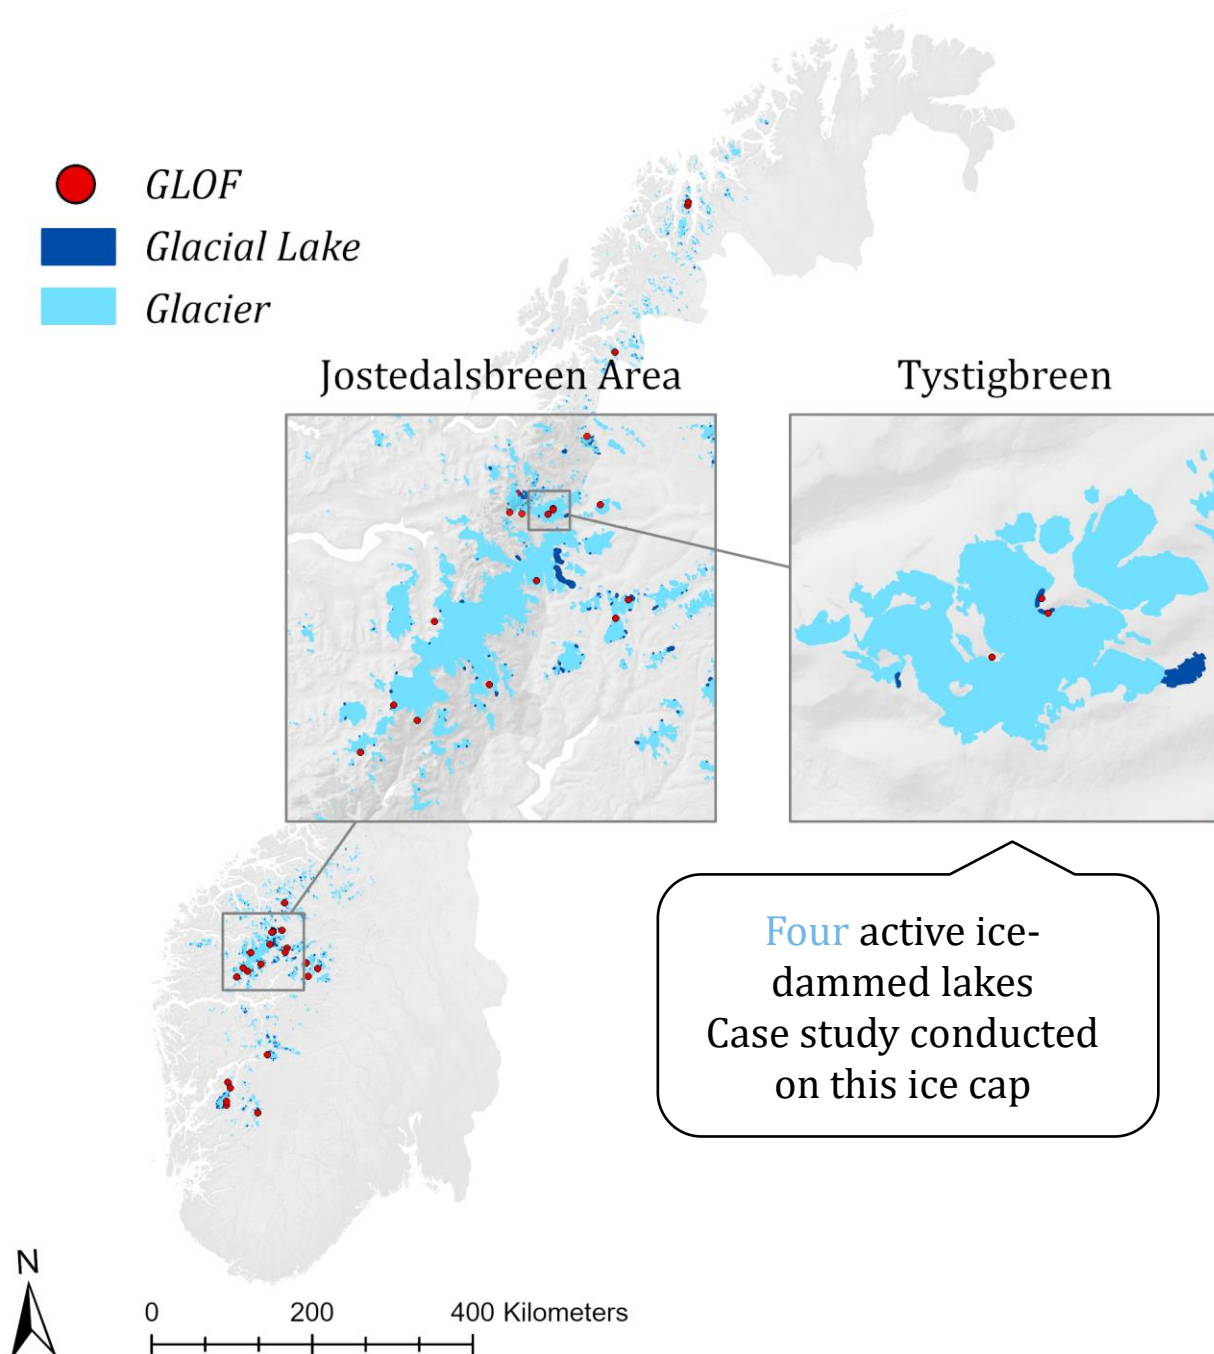 GLOF
Glacial Lake
Glacier
Jostedalsbreen Area
Tystigbreen
Four active ice-
dammed lakes
Case study conducted
on this ice cap
N
0 200 400 Kilometers